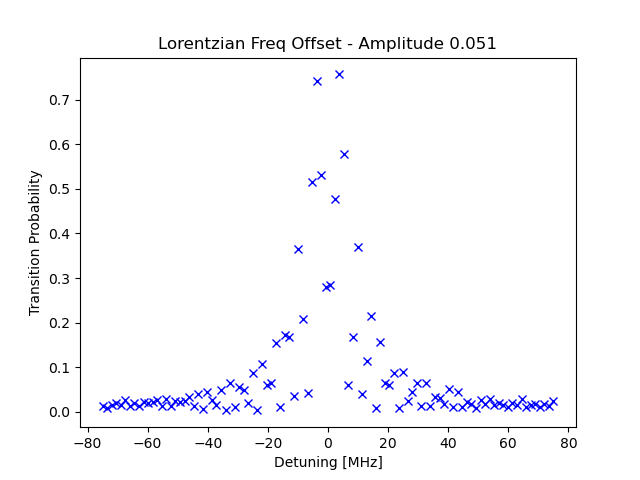 Lorentzian Freq Offset - Amplitude 0.051
Transition Probability
0.7
0.6
0.5
0.4
0.3
0.2
0.1
0.0
−80 −60 −40 −20 0 20 40 60 80
Detuning [MHz]